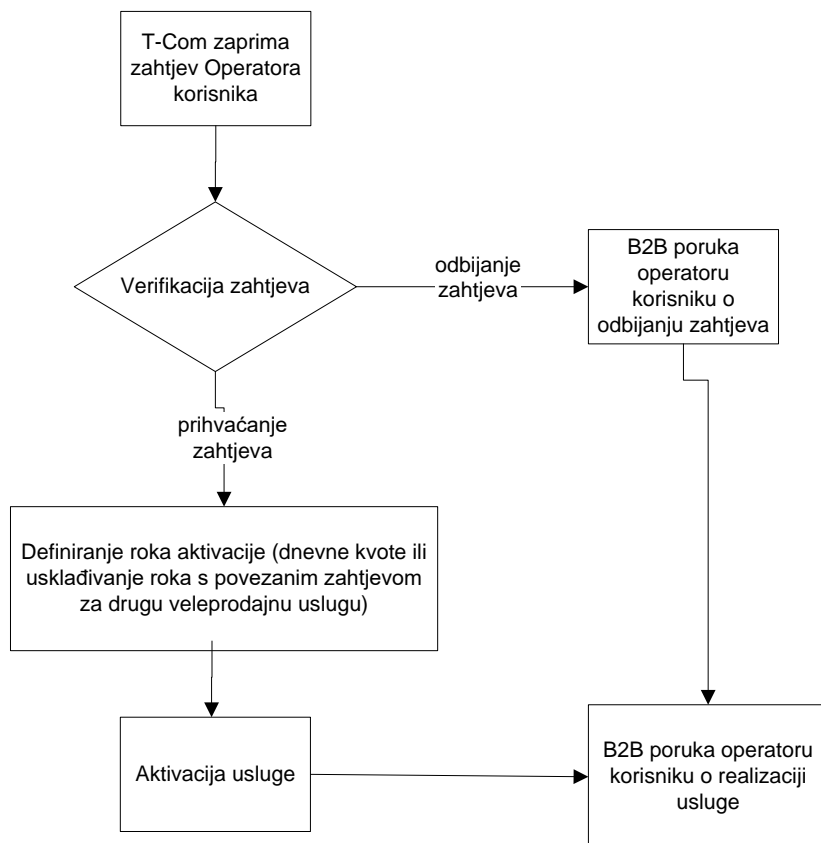 T-Com zaprima
zahtjev Operatora
korisnika
Verifikacija zahtjeva
odbijanje
zahtjeva
B2B poruka
operatoru
korisniku o
odbijanju zahtjeva
prihvaćanje
zahtjeva
Definiranje roka aktivacije (dnevne kvote ili
usklađivanje roka s povezanim zahtjevom
za drugu veleprodajnu uslugu)
Aktivacija usluge
B2B poruka operatoru
korisniku o realizaciji
usluge